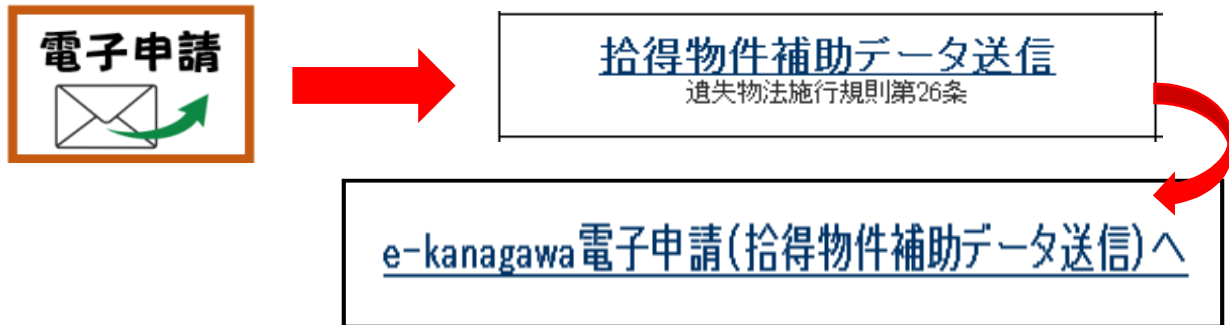 電子申請
拾得物件補助データ送信
遺失物法施行規則第26条
e-kanagawa電子申請(拾得物件補助データ送信)へ